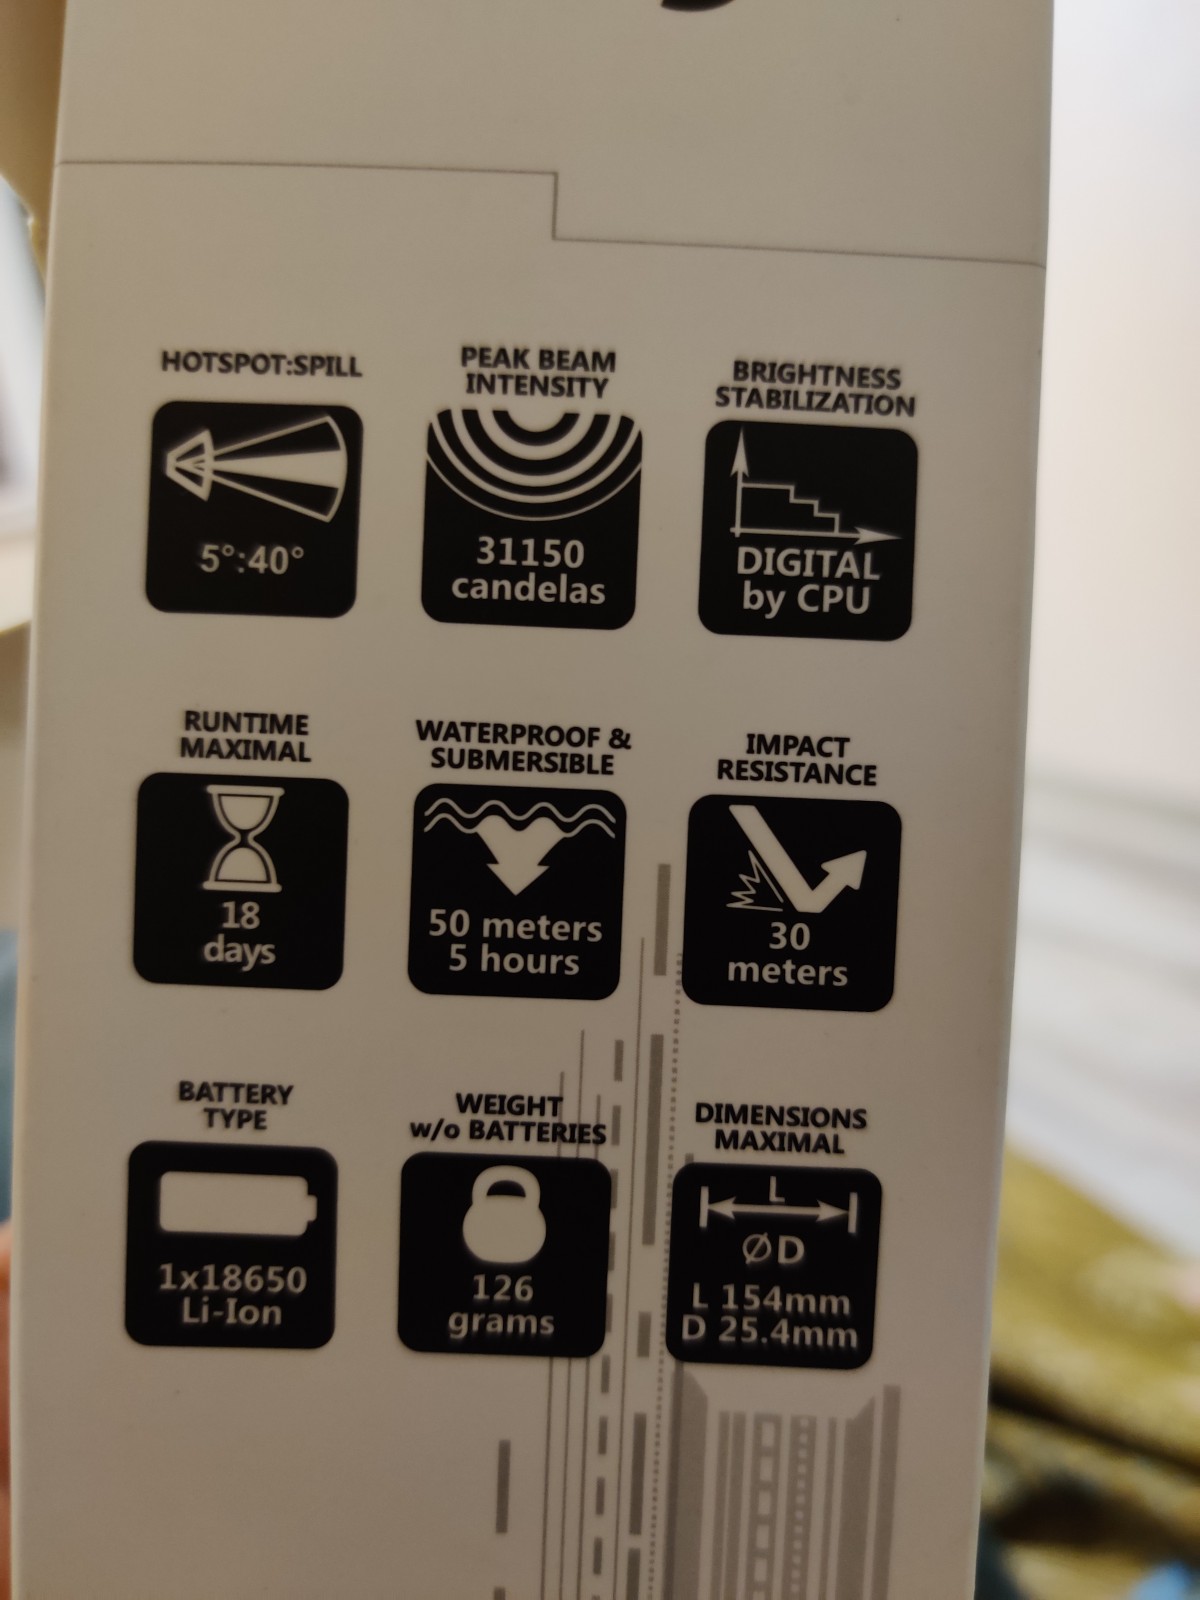 HOTSPOT:SPILL
5°:40°
PEAK BEAM
INTENSITY
31150
candelas
BRIGHTNESS
STABILIZATION
DIGITAL
by CPU
RUNTIME
MAXIMAL
18
days
WATERPROOF &
SUBMERSIBLE
50 meters
5 hours
IMPACT
RESISTANCE
30
meters
BATTERY
TYPE
1x18650
Li-Ion
WEIGHT
w/o BATTERIES
126
grams
DIMENSIONS
MAXIMAL
L
ØD
L 154mm
D 25.4mm